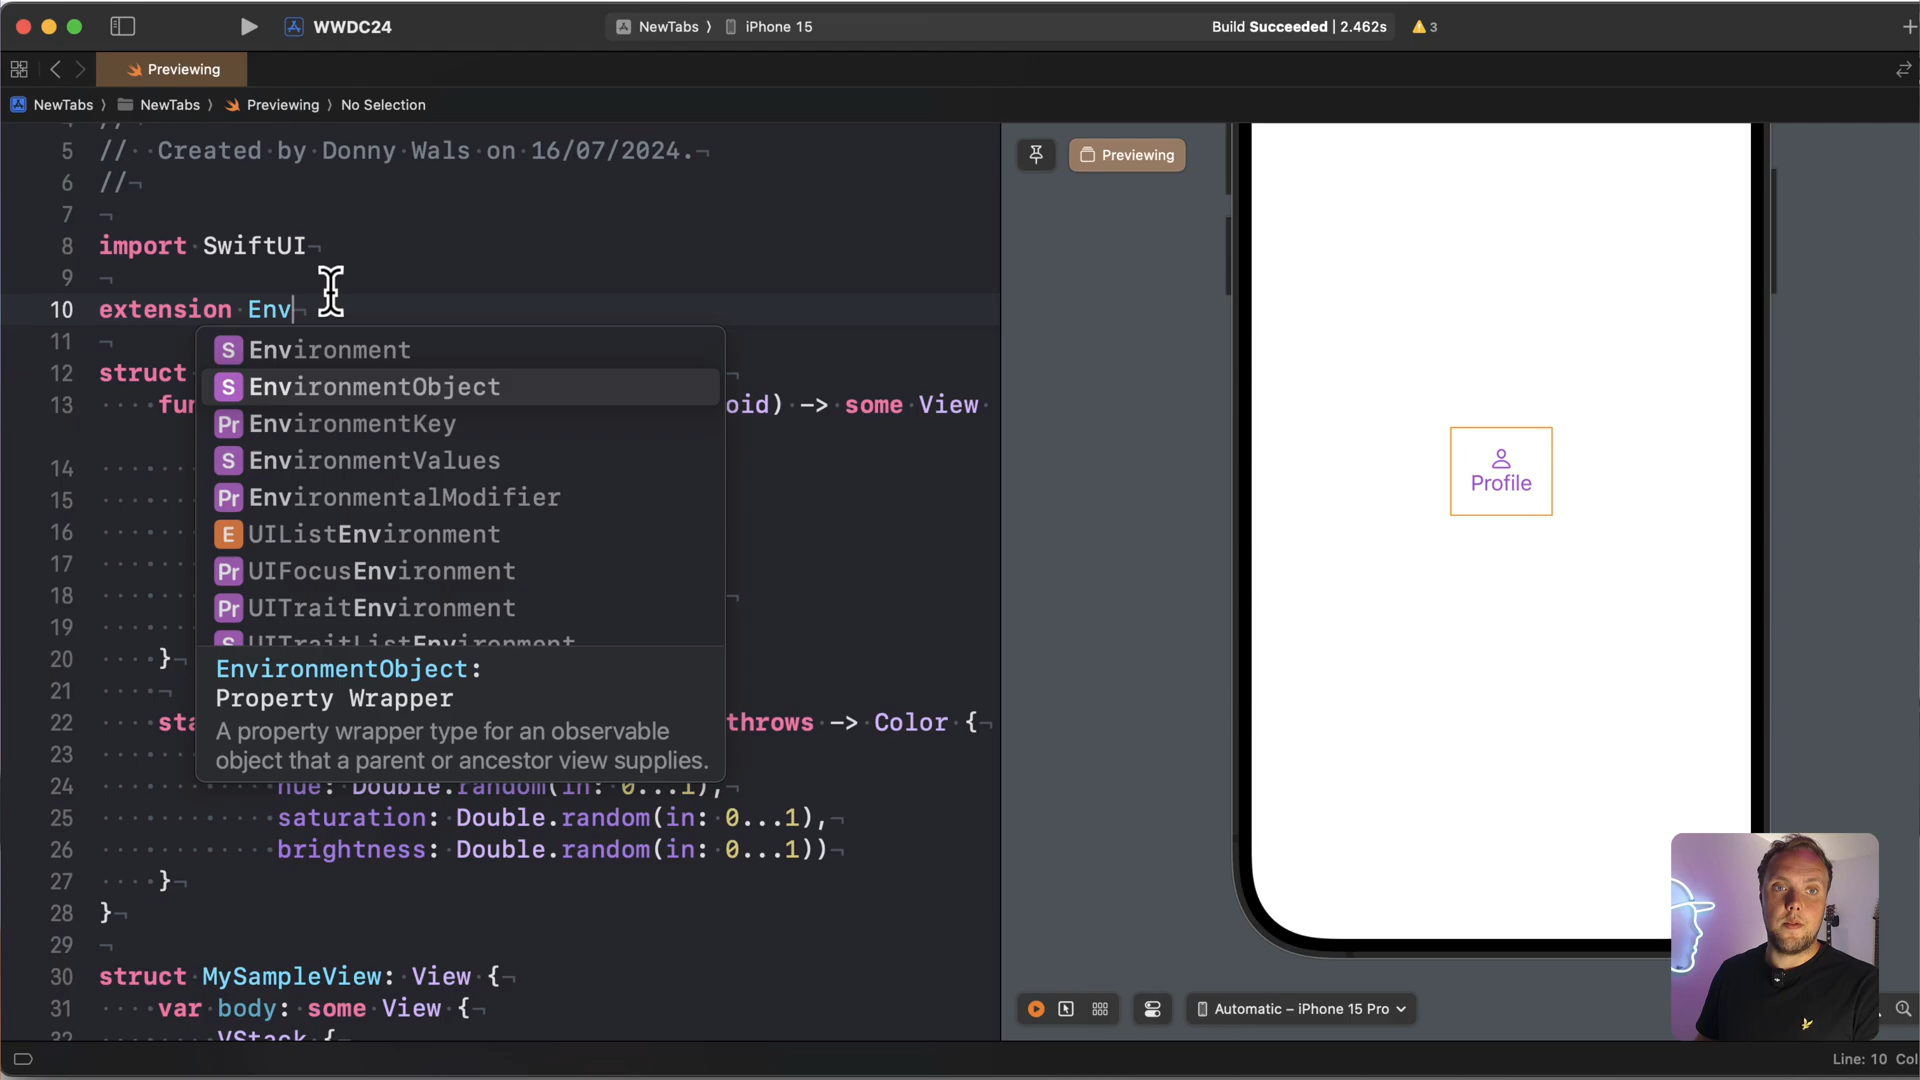 WWDC24
NewTabs ⟩ iPhone 15
Build Succeeded | 2.462s
3
Previewing
NewTabs ⟩ NewTabs ⟩ Previewing ⟩ No Selection
5 // Created by Donny Wals on 16/07/2024.
6 //
7
8 import SwiftUI
9
10 extension Env
11
12 struct
13 fu oid) -> some View
14
15
16
17
18
19
20 }
21
22 sta throws -> Color {
23
24 hue: Double.random(in: 0...1),
25 saturation: Double.random(in: 0...1),
26 brightness: Double.random(in: 0...1))
27 }
28 }
29
30 struct MySampleView: View {
31 var body: some View {
32 VStack {
S Environment
S EnvironmentObject
Pr EnvironmentKey
S EnvironmentValues
Pr EnvironmentalModifier
E UIListEnvironment
Pr UIFocusEnvironment
Pr UITraitEnvironment
S UITraitListEnvironment
EnvironmentObject:
Property Wrapper
A property wrapper type for an observable
object that a parent or ancestor view supplies.
Previewing
Profile
Automatic – iPhone 15 Pro
Line: 10 Col